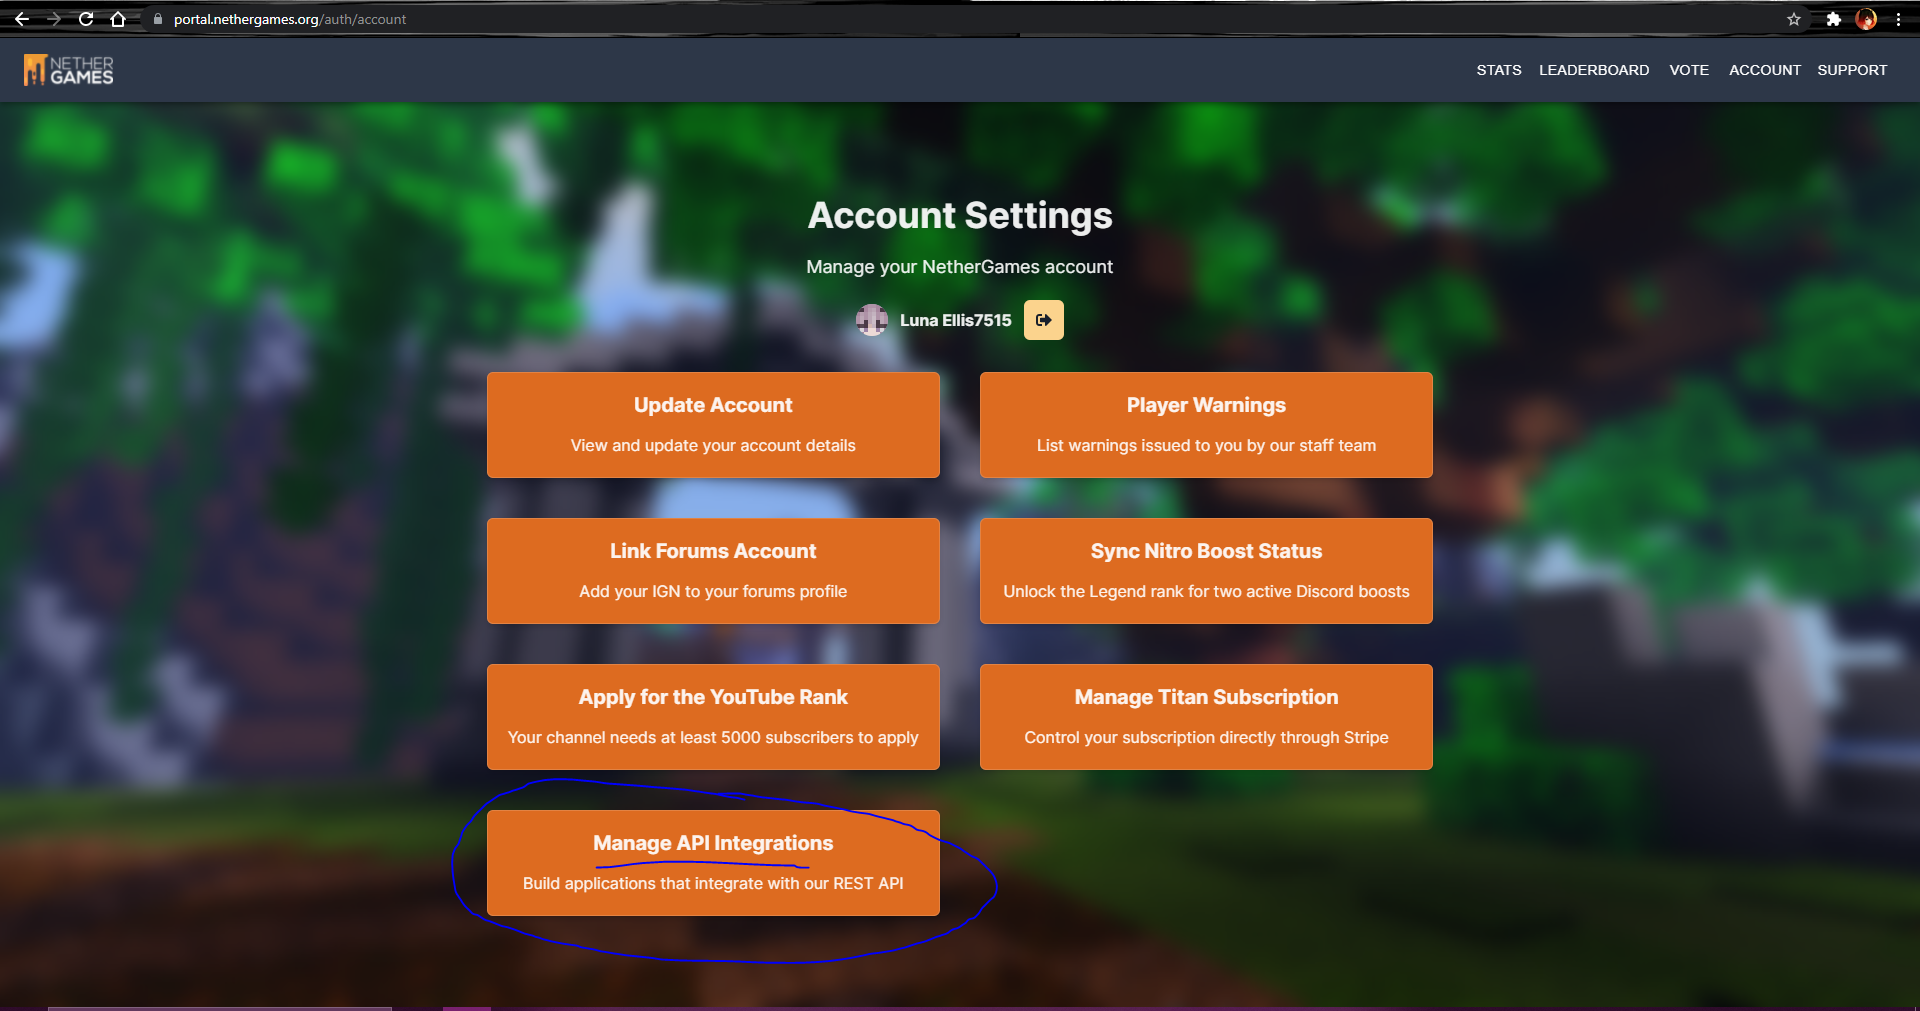 portal.nethergames.org/auth/account
NETHER
GAMES
STATS LEADERBOARD VOTE ACCOUNT SUPPORT
Account Settings
Manage your NetherGames account
Luna Ellis7515
Update Account
View and update your account details
Player Warnings
List warnings issued to you by our staff team
Link Forums Account
Add your IGN to your forums profile
Sync Nitro Boost Status
Unlock the Legend rank for two active Discord boosts
Apply for the YouTube Rank
Your channel needs at least 5000 subscribers to apply
Manage Titan Subscription
Control your subscription directly through Stripe
Manage API Integrations
Build applications that integrate with our REST API